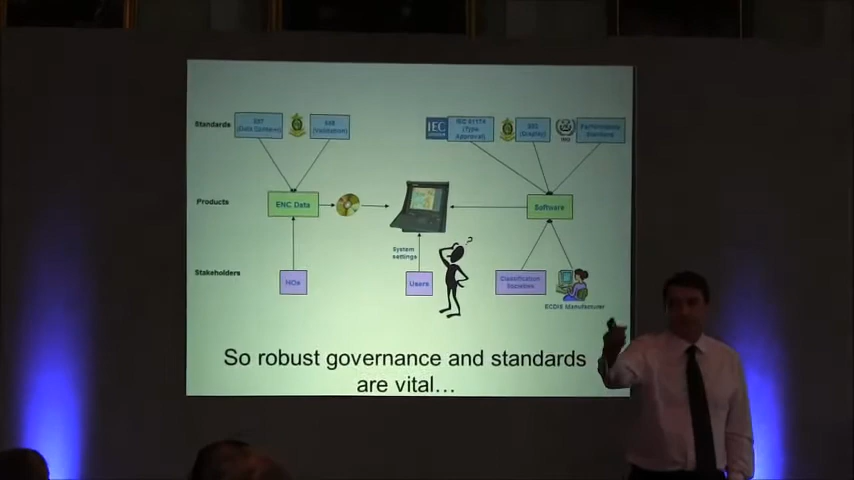 Standards
S57
(Data Content)
S58
(Validation)
IEC
IEC 61174
(Type
Approval)
S52
(Display)
IMO
Performance
Standard
Products
ENC Data
Software
System
settings
Stakeholders
HOs
Users
?
Classification
Societies
ECDIS Manufacturer
So robust governance and standards
are vital…